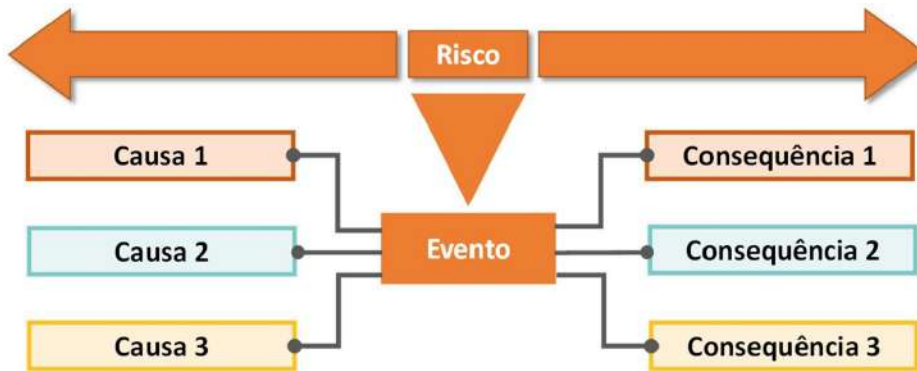 Risco
Causa 1
Consequência 1
Causa 2
Evento
Consequência 2
Causa 3
Consequência 3